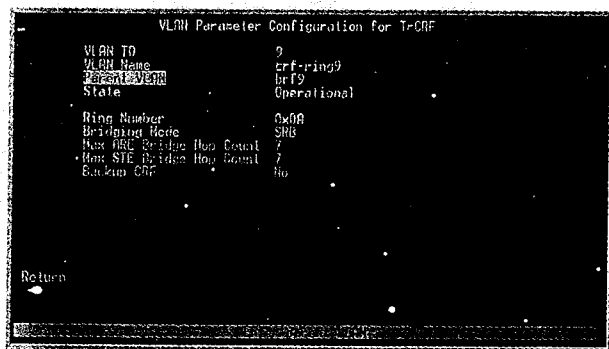 VLAN Parameter Configuration for TrCRF
VLAN ID 9
VLAN Name crf-ring9
Parent VLAN brf9
State Operational
Ring Number 0x0A
Bridging Mode SRB
Max ARE Bridge Hop Count 7
Max STE Bridge Hop Count 7
Backup CRF No
Return